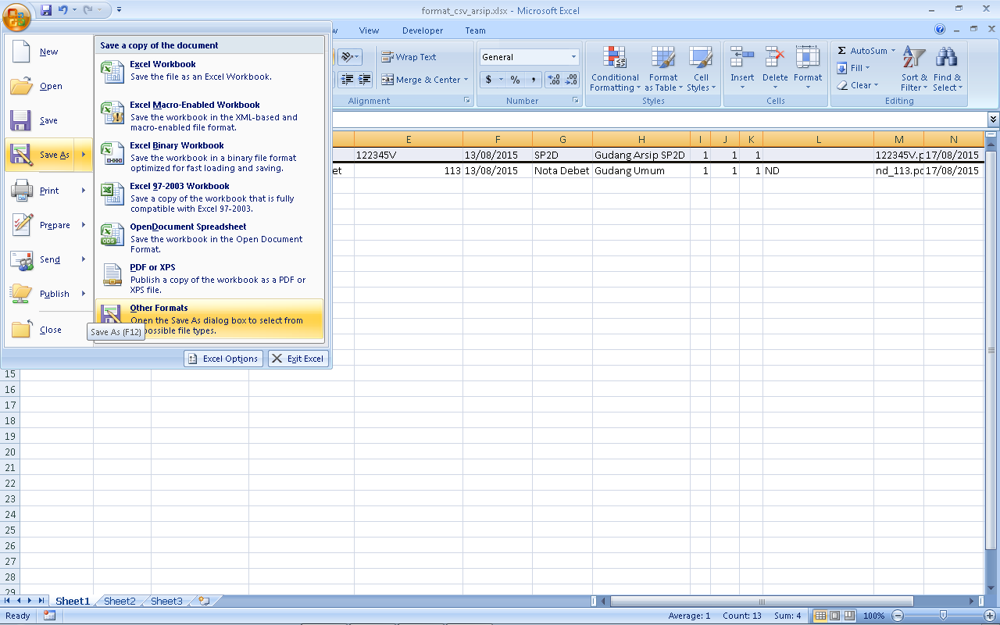 format_csv_arsip.xlsx - Microsoft Excel
View Developer Team
New
Open
Save
Save As
Print
Prepare
Send
Publish
Close
Save a copy of the document
Excel Workbook
Save the file as an Excel Workbook.
Excel Macro-Enabled Workbook
Save the workbook in the XML-based and
macro-enabled file format.
Excel Binary Workbook
Save the workbook in a binary file format
optimized for fast loading and saving.
Excel 97-2003 Workbook
Save a copy of the workbook that is fully
compatible with Excel 97-2003.
OpenDocument Spreadsheet
Save the workbook in the Open Document
Format.
PDF or XPS
Publish a copy of the workbook as a PDF or
XPS file.
Other Formats
Open the Save As dialog box to select from
possible file types.
Save As (F12)
Excel Options
Exit Excel
Wrap Text
Merge & Center
Alignment
General
$ % , .00 .00
Number
Conditional Formatting
Format as Table
Cell Styles
Styles
Insert
Delete
Format
Cells
Σ AutoSum
Fill
Clear
Sort & Filter
Find & Select
Editing
E F G H I J K L M N
122345V 13/08/2015 SP2D Gudang Arsip SP2D 1 1 1 122345V.p 17/08/2015
et 113 13/08/2015 Nota Debet Gudang Umum 1 1 1 ND nd_113.pd 17/08/2015
15
16
17
18
19
20
21
22
23
24
25
26
27
28
29
Sheet1 Sheet2 Sheet3
Ready Average: 1 Count: 13 Sum: 4 100%